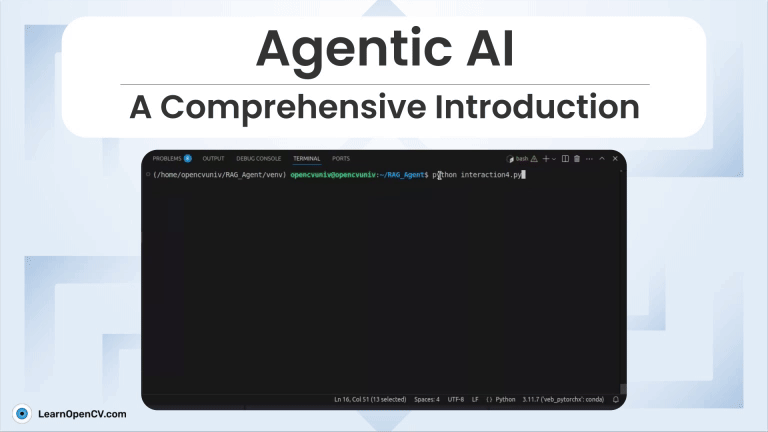 Agentic AI
A Comprehensive Introduction
PROBLEMS 4 OUTPUT DEBUG CONSOLE TERMINAL PORTS bash
(/home/opencvuniv/RAG_Agent/venv) opencvuniv@opencvuniv:~/RAG_Agent$ python interaction4.py
Ln 16, Col 51 (13 selected) Spaces: 4 UTF-8 LF {} Python 3.11.7 ('veb_pytorchx': conda)
LearnOpenCV.com